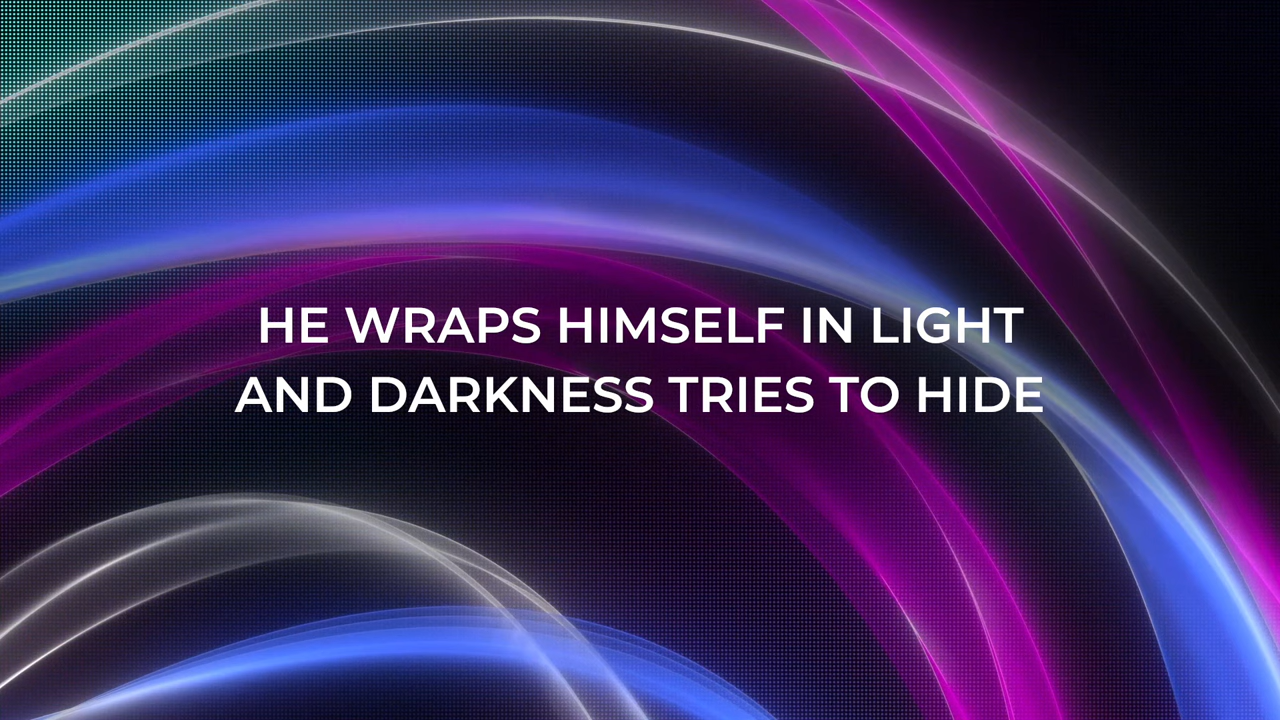 HE WRAPS HIMSELF IN LIGHT
AND DARKNESS TRIES TO HIDE